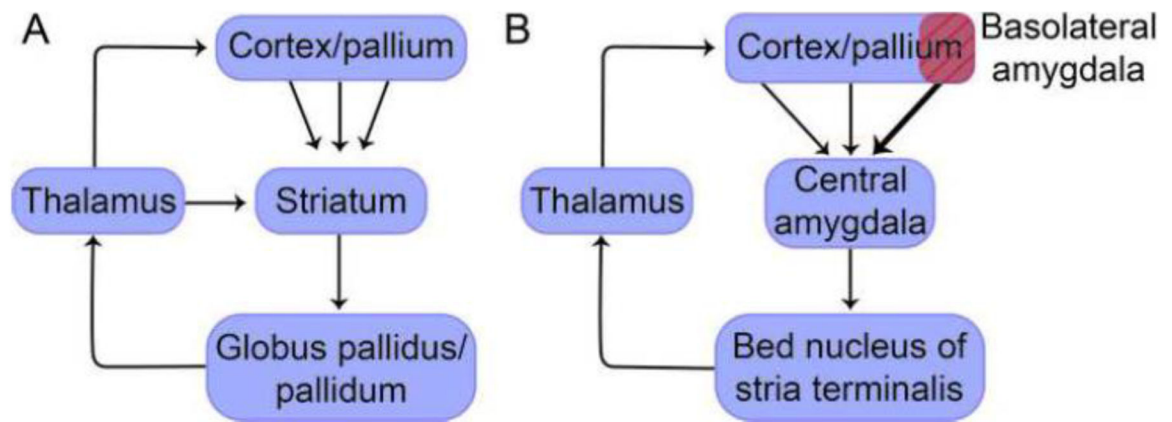 A
Cortex/pallium
Thalamus
Striatum
Globus pallidus/
pallidum
B
Cortex/pallium
Basolateral
amygdala
Thalamus
Central
amygdala
Bed nucleus of
stria terminalis